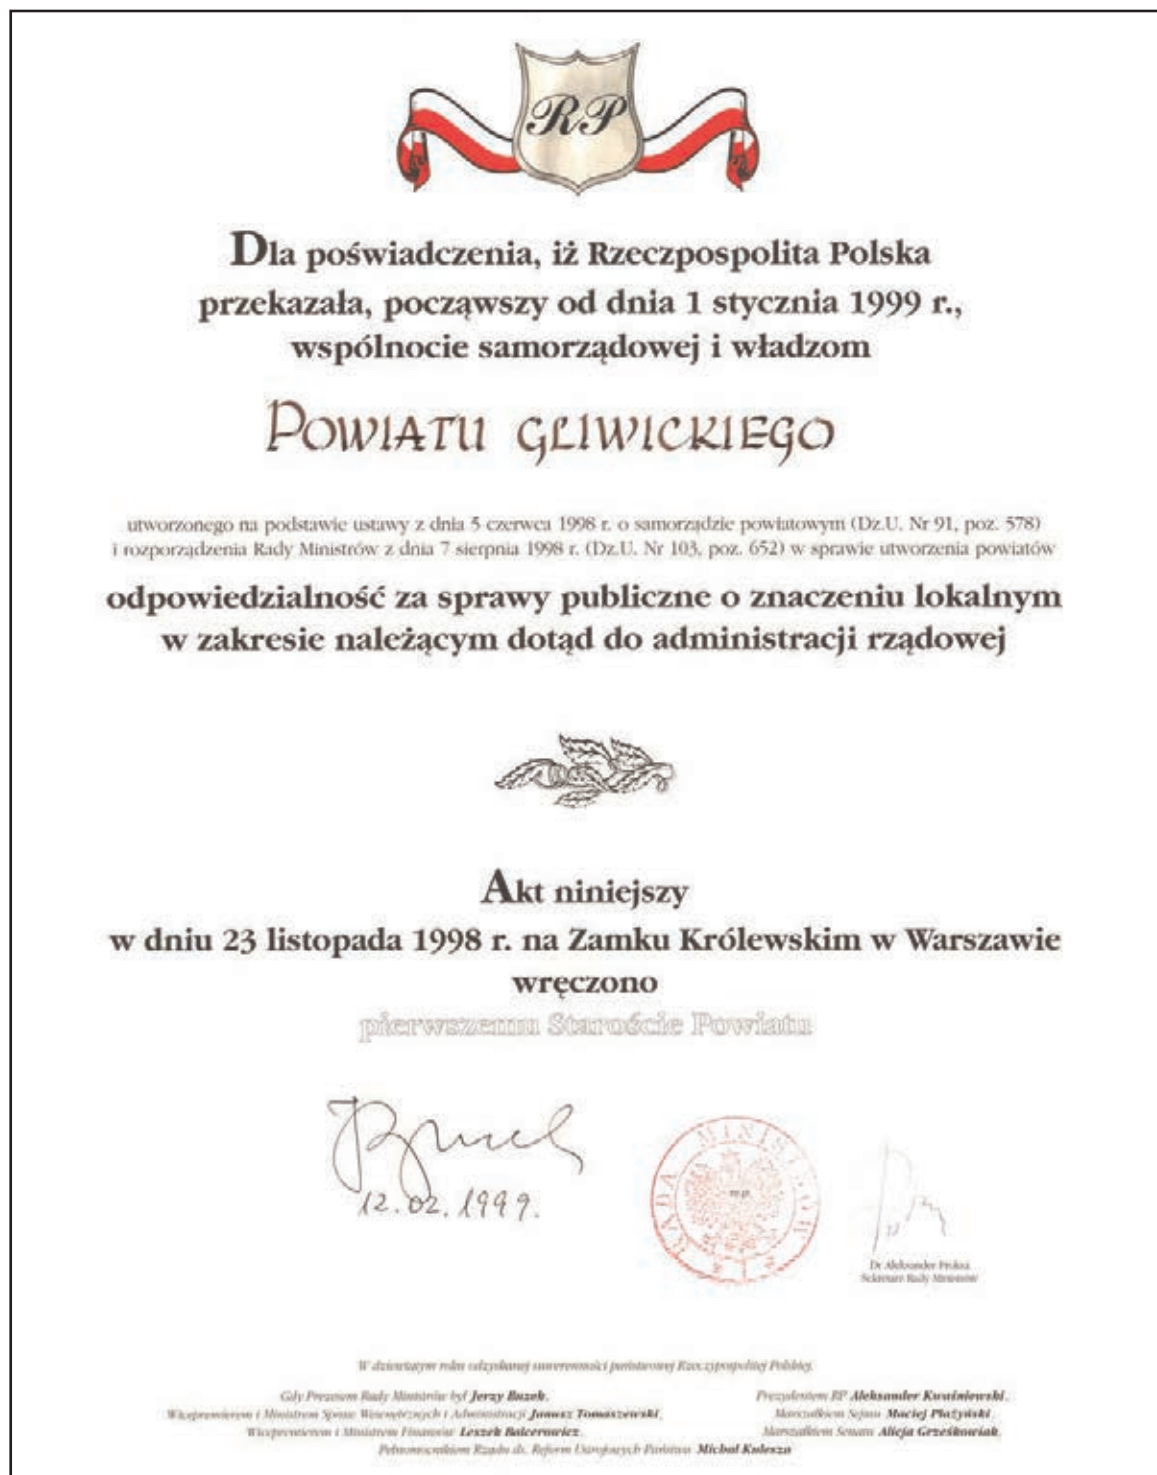 RP
Dla poświadczenia, iż Rzeczpospolita Polska
przekazała, począwszy od dnia 1 stycznia 1999 r.,
wspólnocie samorządowej i władzom
POWIATU GLIWICKIEGO
utworzonego na podstawie ustawy z dnia 5 czerwca 1998 r. o samorządzie powiatowym (Dz.U. Nr 91, poz. 578)
i rozporządzenia Rady Ministrów z dnia 7 sierpnia 1998 r. (Dz.U. Nr 103, poz. 652) w sprawie utworzenia powiatów
odpowiedzialność za sprawy publiczne o znaczeniu lokalnym
w zakresie należącym dotąd do administracji rządowej
Akt niniejszy
w dniu 23 listopada 1998 r. na Zamku Królewskim w Warszawie
wręczono
pierwszemu Staroście Powiatu
12.02.1999.
RADA MINISTRÓW
Dr Aleksander Proksa
Sekretarz Rady Ministrów
W dziewiątym roku odzyskanej suwerenności państwowej Rzeczypospolitej Polskiej,
Gdy Prezesem Rady Ministrów był Jerzy Buzek,
Prezydentem RP Aleksander Kwaśniewski,
Wicepremierem i Ministrem Spraw Wewnętrznych i Administracji Janusz Tomaszewski,
Marszałkiem Sejmu Maciej Płażyński,
Wicepremierem i Ministrem Finansów Leszek Balcerowicz,
Marszałkiem Senatu Alicja Grześkowiak,
Pełnomocnikiem Rządu ds. Reform Ustrojowych Państwa Michał Kulesza